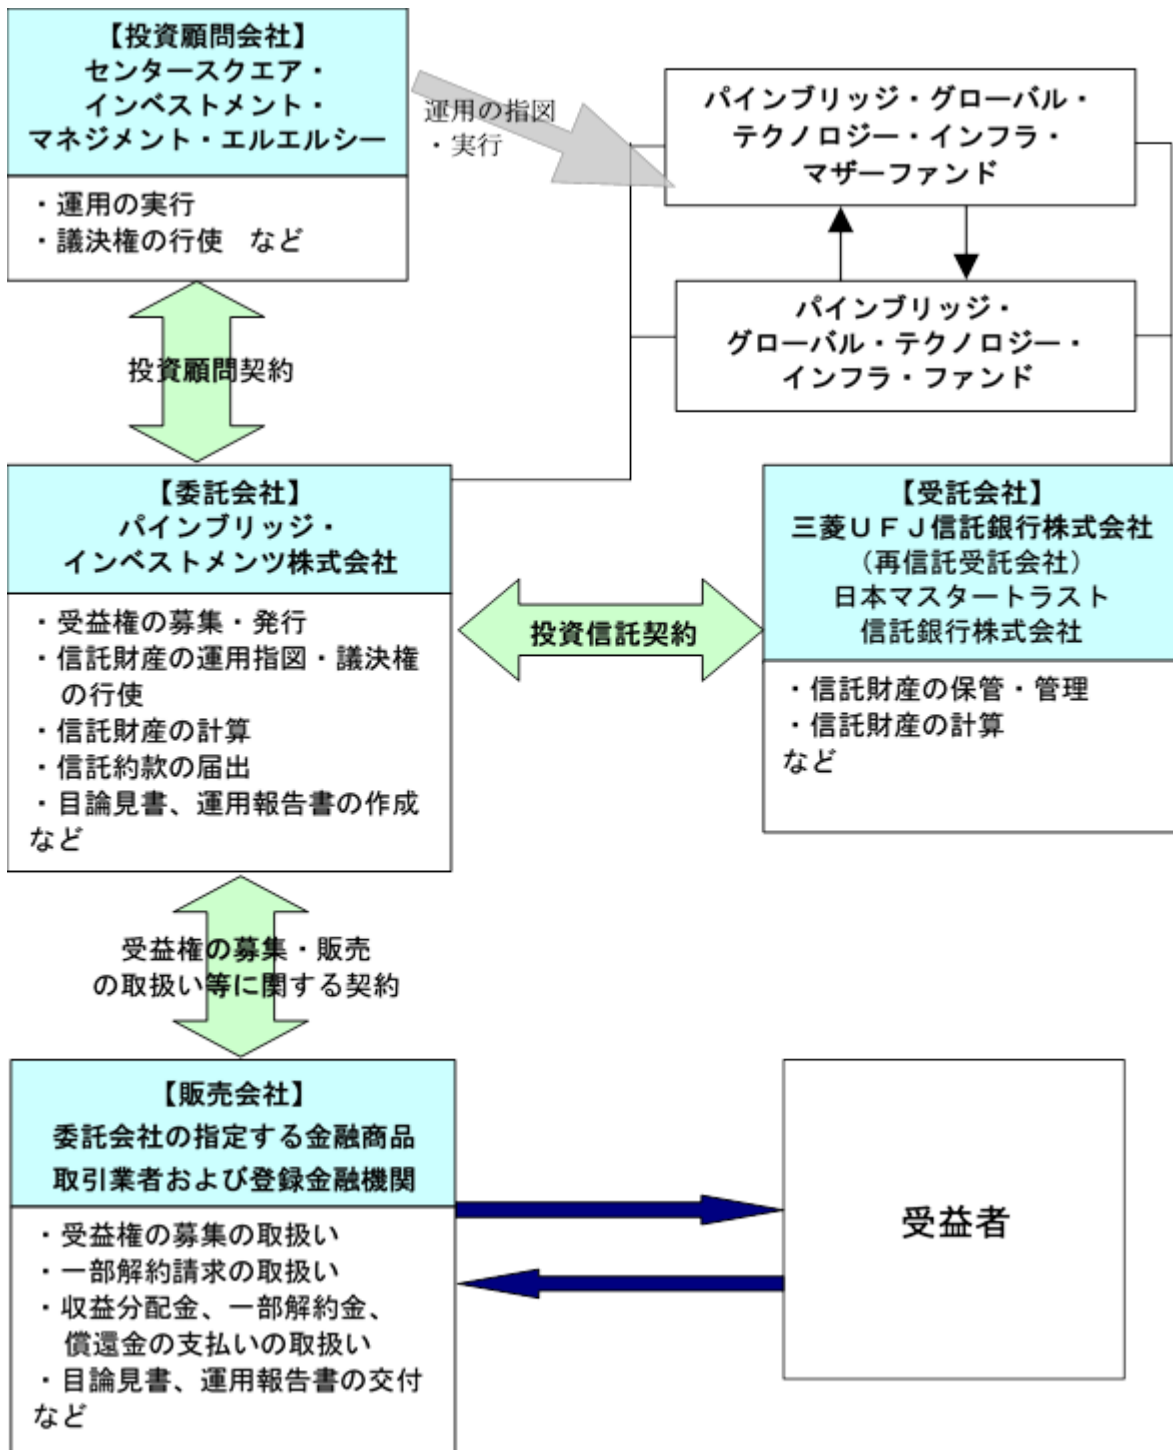 【投資顧問会社】
センタースクエア・
インベストメント・
マネジメント・エルエルシー
・運用の実行
・議決権の行使　など
運用の指図
・実行
パインブリッジ・グローバル・
テクノロジー・インフラ・
マザーファンド
パインブリッジ・
グローバル・テクノロジー・
インフラ・ファンド
投資顧問契約
【委託会社】
パインブリッジ・
インベストメンツ株式会社
・受益権の募集・発行
・信託財産の運用指図・議決権
の行使
・信託財産の計算
・信託約款の届出
・目論見書、運用報告書の作成
など
投資信託契約
【受託会社】
三菱ＵＦＪ信託銀行株式会社
（再信託受託会社）
日本マスタートラスト
信託銀行株式会社
・信託財産の保管・管理
・信託財産の計算
など
受益権の募集・販売
の取扱い等に関する契約
【販売会社】
委託会社の指定する金融商品
取引業者および登録金融機関
・受益権の募集の取扱い
・一部解約請求の取扱い
・収益分配金、一部解約金、
償還金の支払いの取扱い
・目論見書、運用報告書の交付
など
受益者